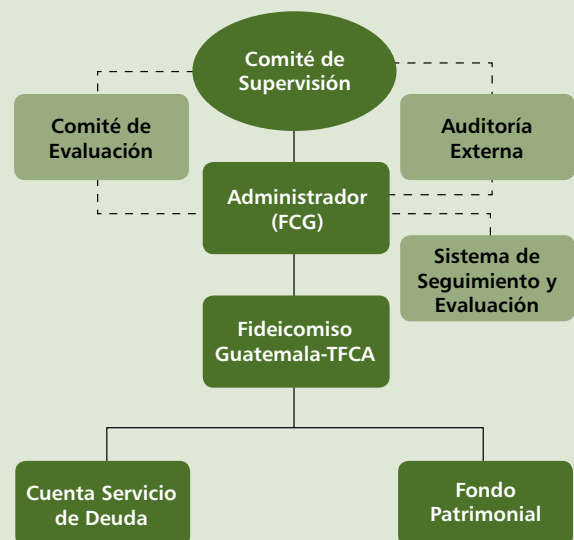 Comité de
Supervisión
Comité de
Evaluación
Auditoría
Externa
Administrador
(FCG)
Sistema de
Seguimiento y
Evaluación
Fideicomiso
Guatemala-TFCA
Cuenta Servicio
de Deuda
Fondo
Patrimonial